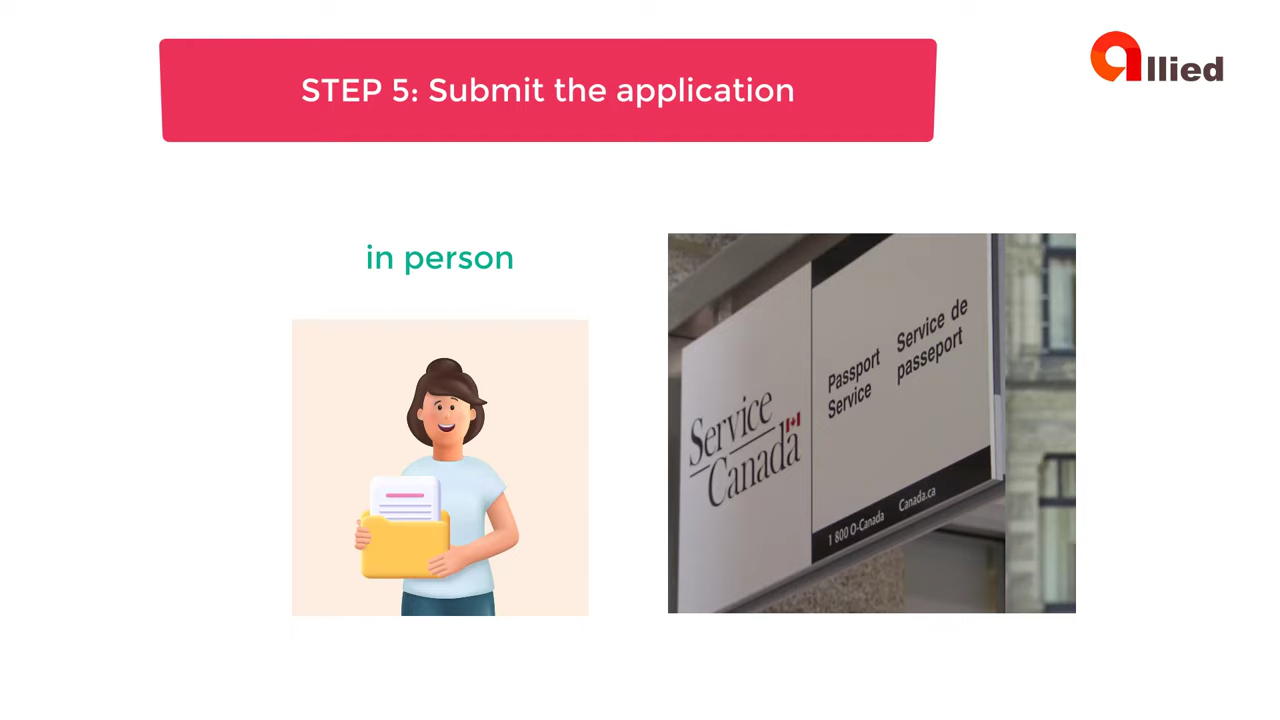 STEP 5: Submit the application
allied
in person
Service
Canada
Passport
Service
Service de
passeport
1 800 O-Canada Canada.ca